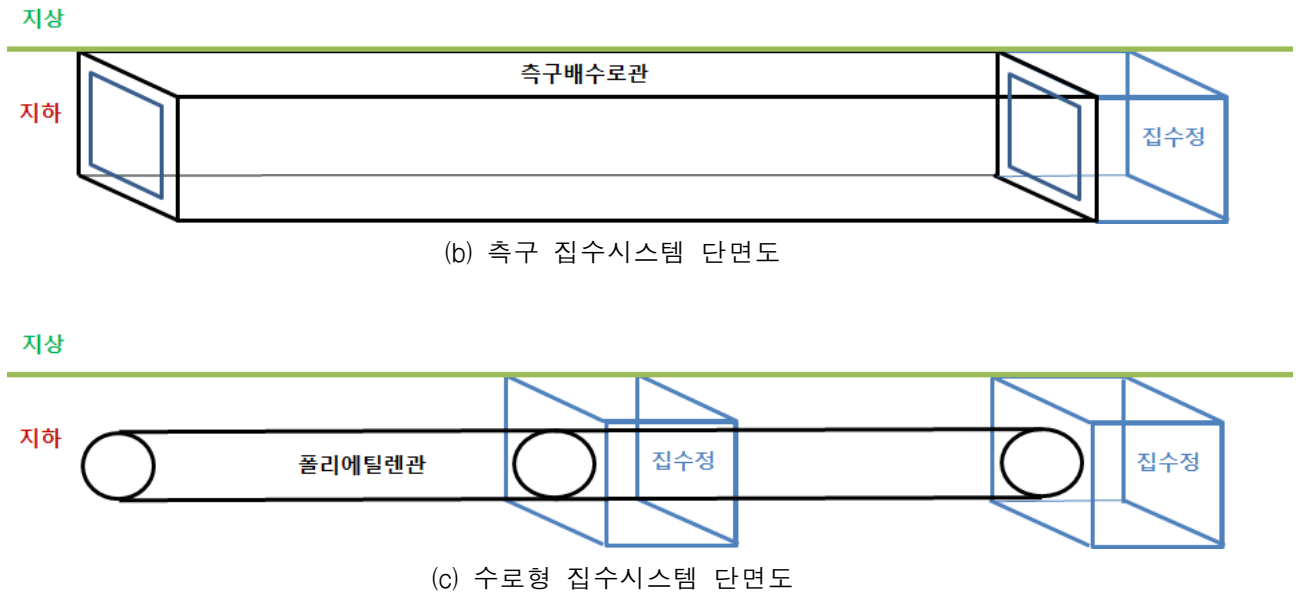 지상
측구배수로관
지하
집수정
(b) 측구 집수시스템 단면도
지상
지하
폴리에틸렌관
집수정
집수정
(c) 수로형 집수시스템 단면도